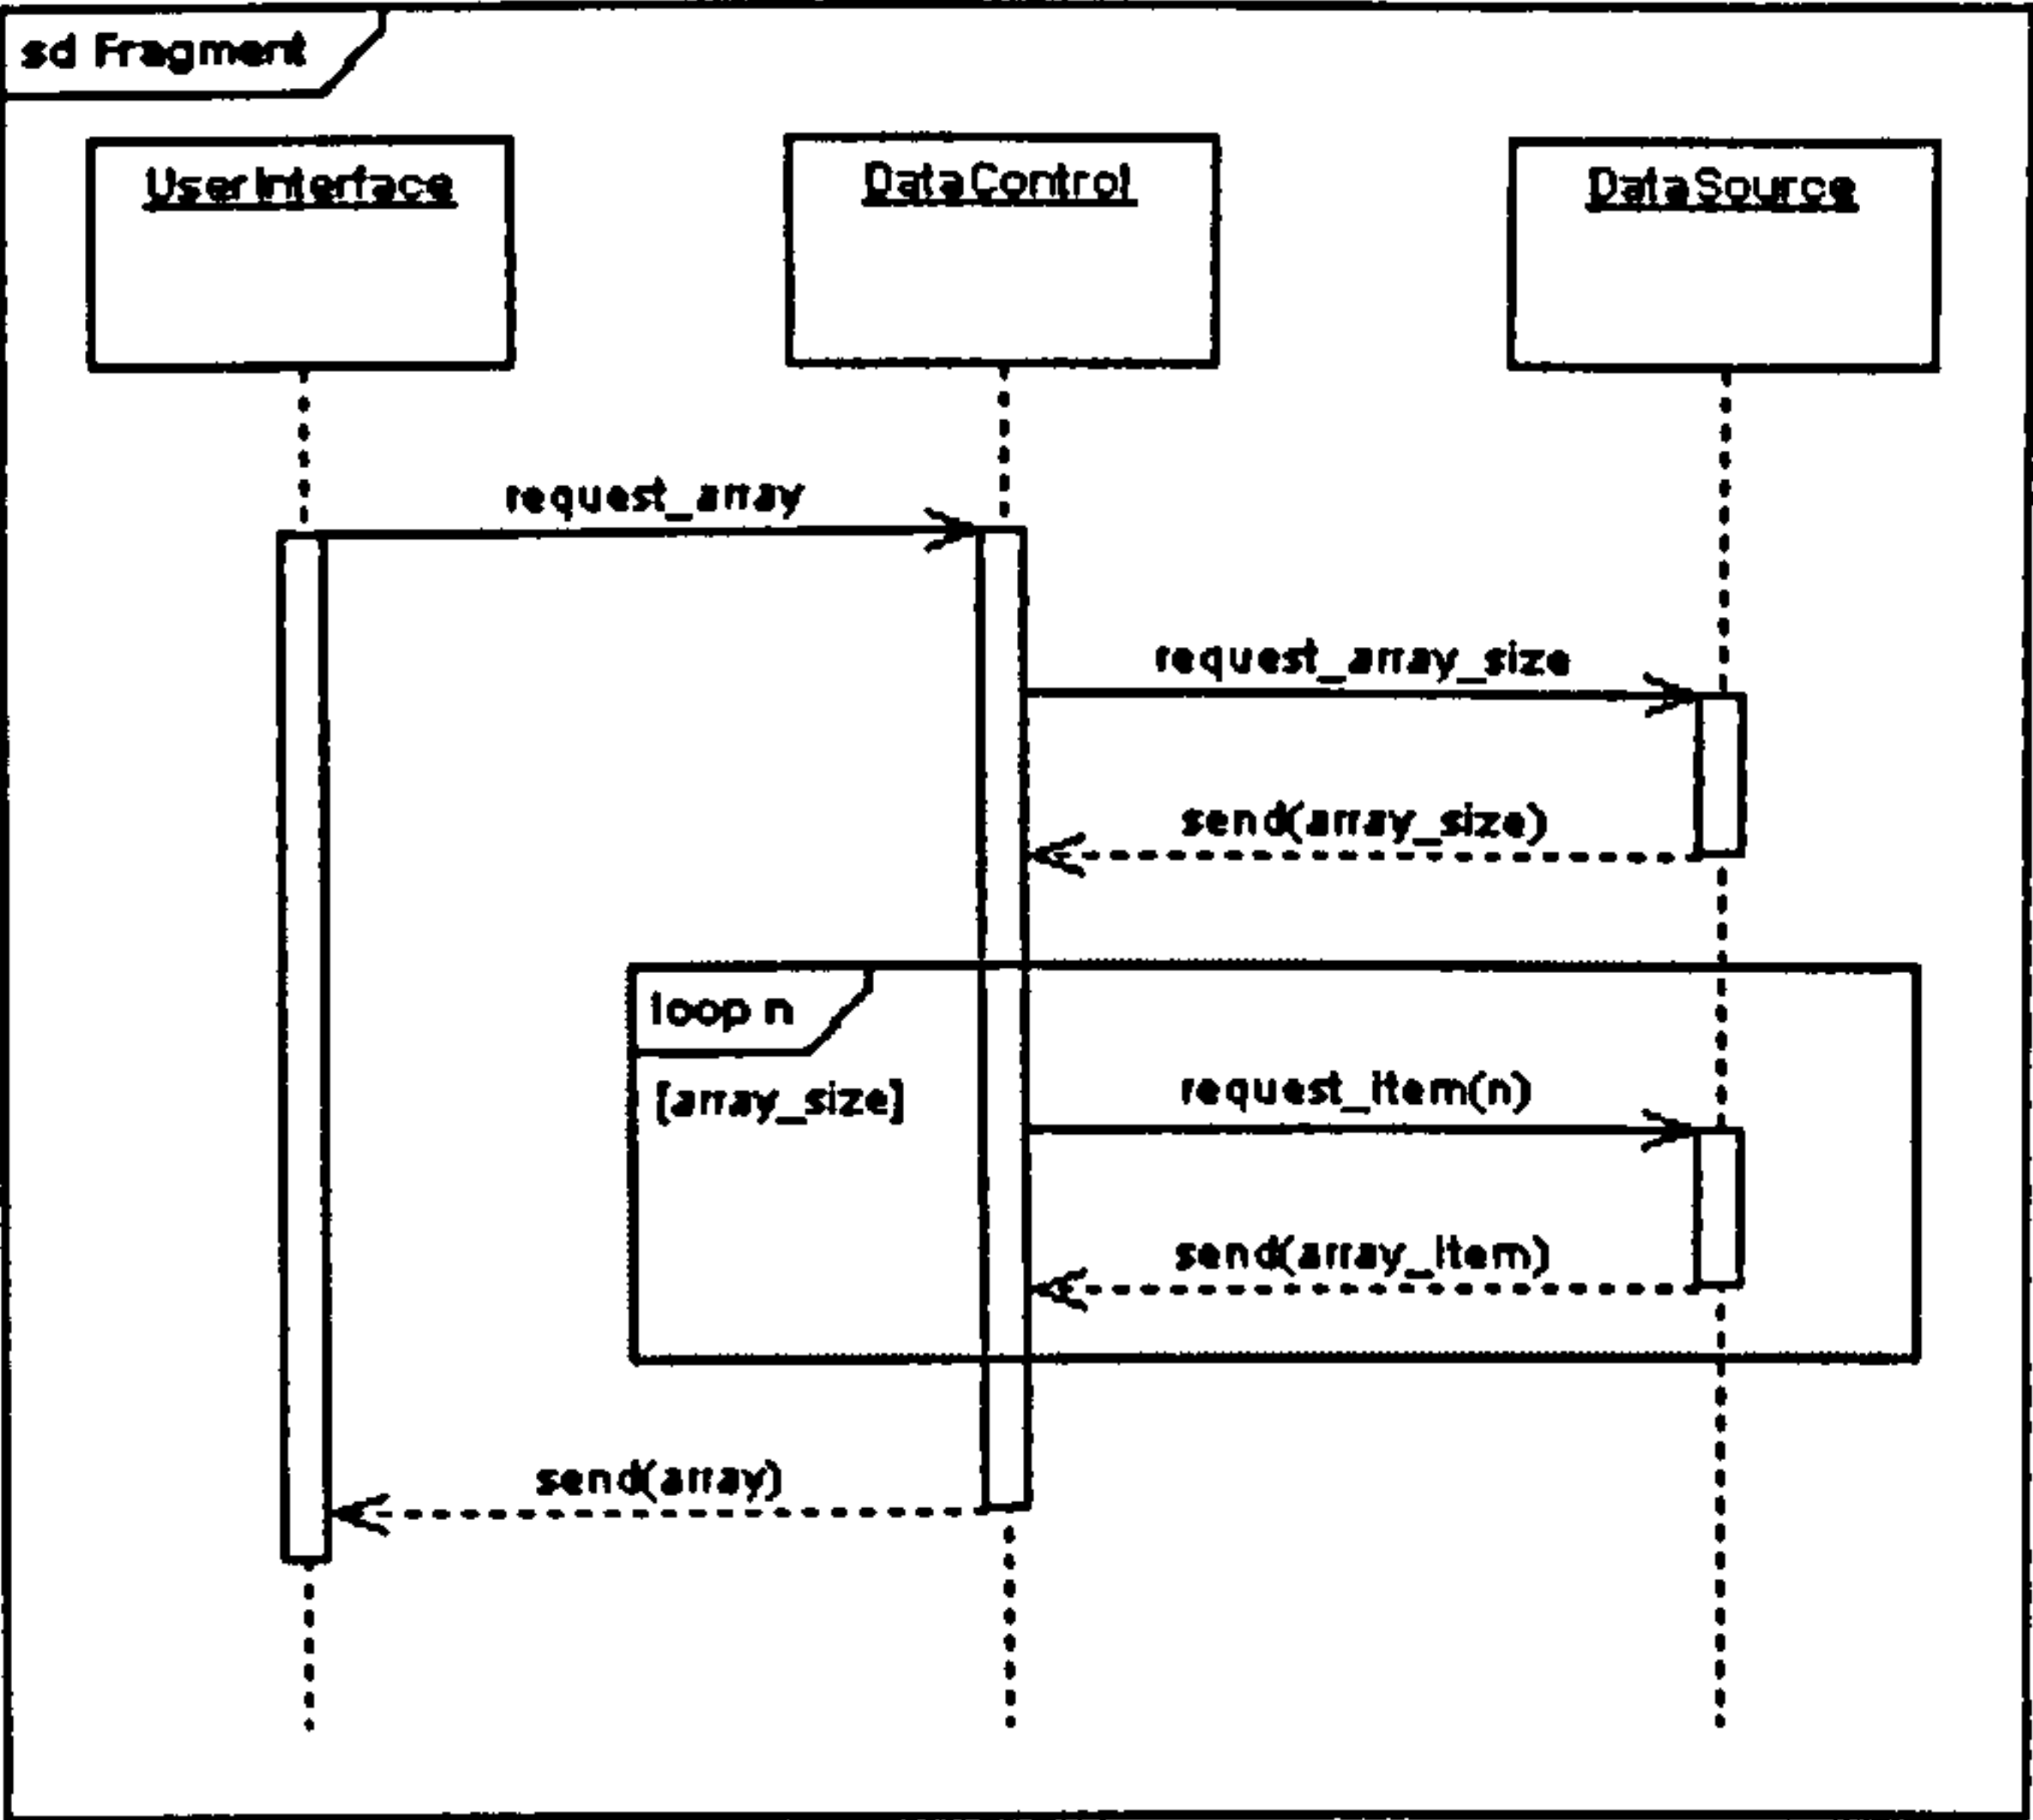 sd Fragment
UserInterface
DataControl
DataSource
request_array
request_array_size
send(array_size)
loop n
[array_size]
request_item(n)
send(array_item)
send(array)